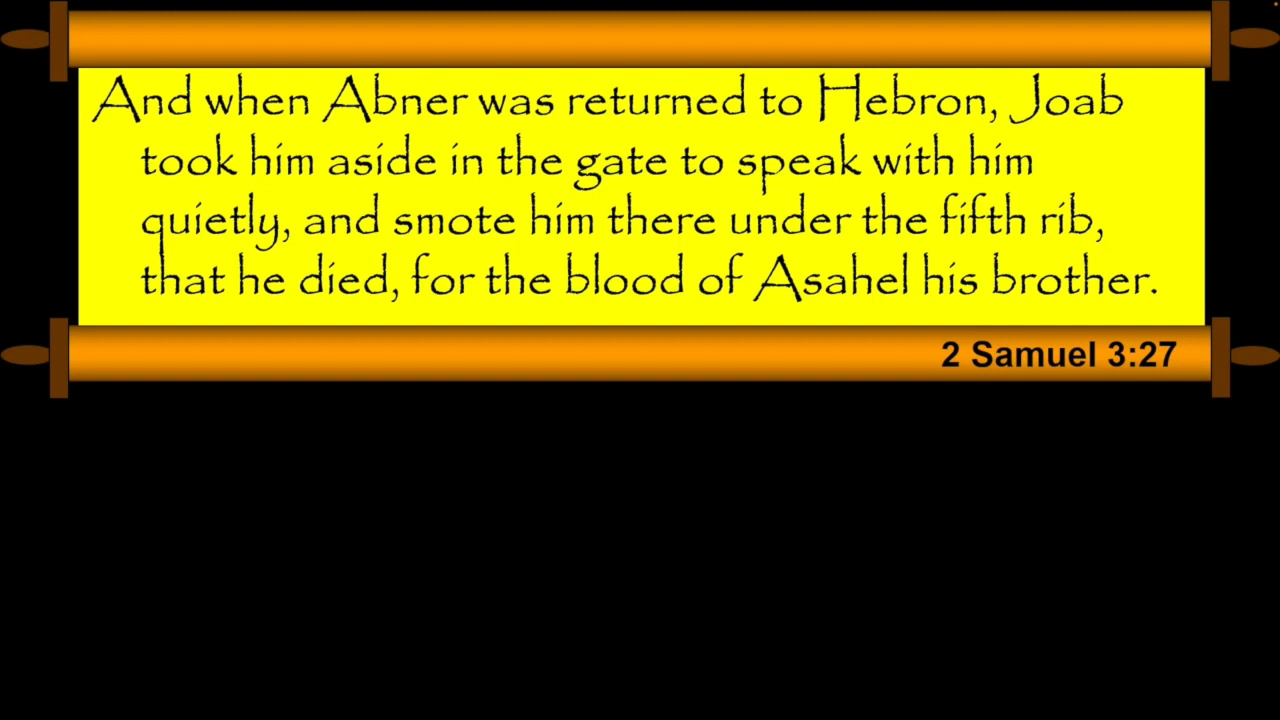 And when Abner was returned to Hebron, Joab
took him aside in the gate to speak with him
quietly, and smote him there under the fifth rib,
that he died, for the blood of Asahel his brother.
2 Samuel 3:27